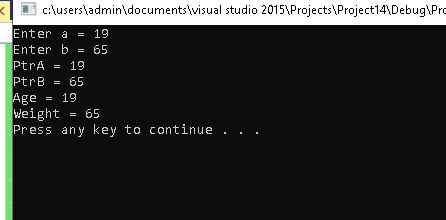 c:\users\admin\documents\visual studio 2015\Projects\Project14\Debug\Pro
Enter a = 19
Enter b = 65
PtrA = 19
PtrB = 65
Age = 19
Weight = 65
Press any key to continue . . .